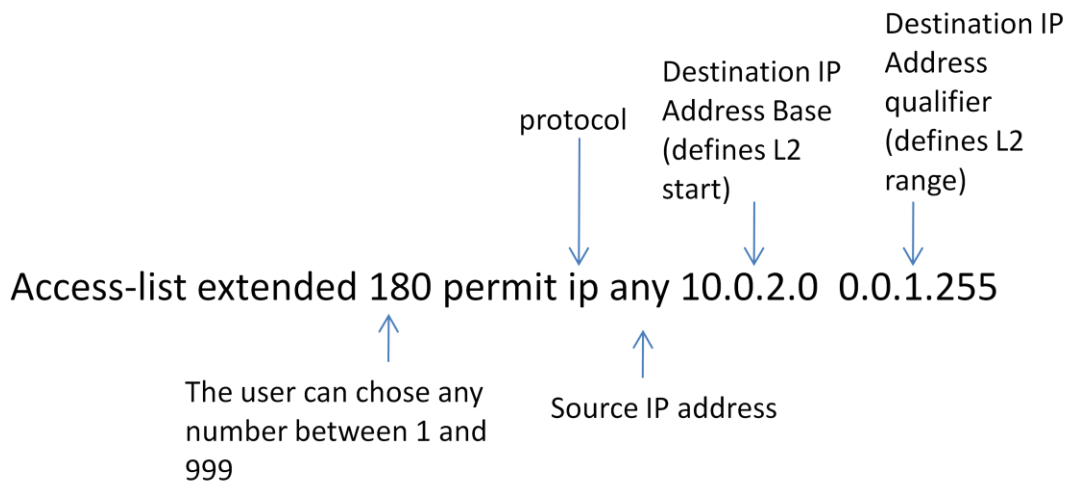 Destination IP
Address
qualifier
(defines L2
range)
Destination IP
Address Base
(defines L2
start)
protocol
Access-list extended 180 permit ip any 10.0.2.0 0.0.1.255
The user can chose any
number between 1 and
999
Source IP address